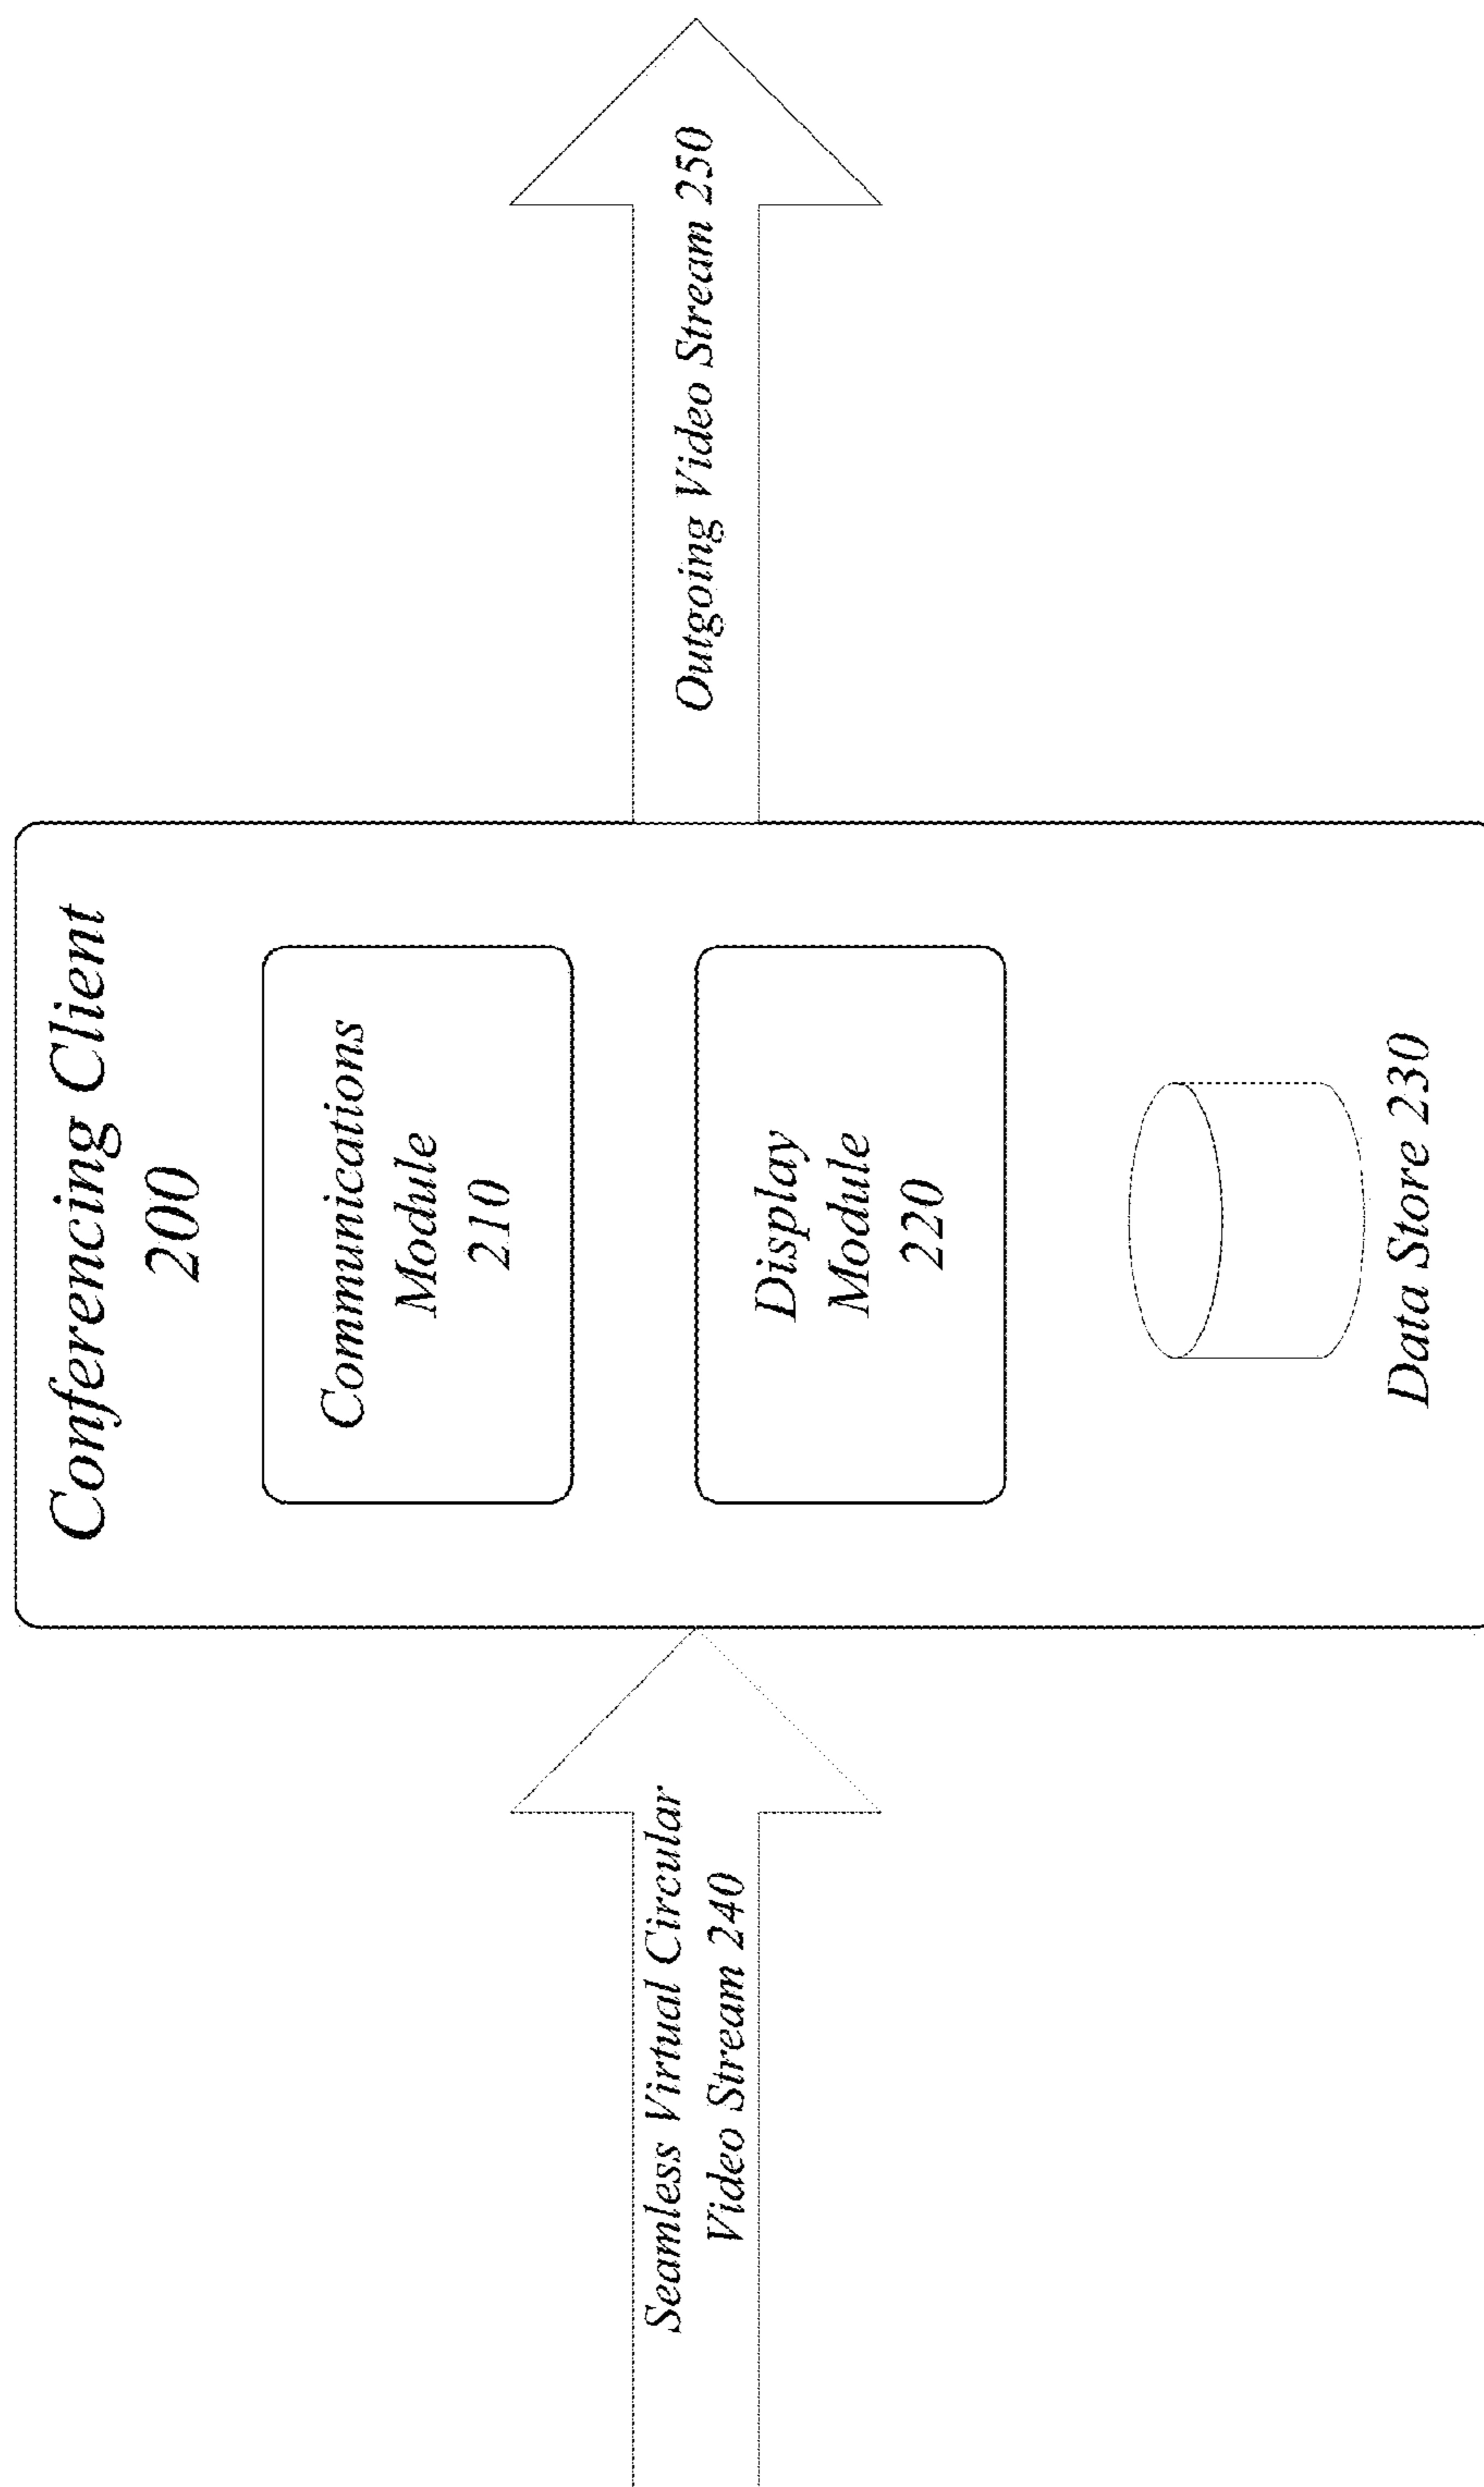 Conferencing Client
200
Communications
Module
210
Display
Module
220
Data Store 230
Seamless Virtual Circular
Video Stream 240
Outgoing Video Stream 250